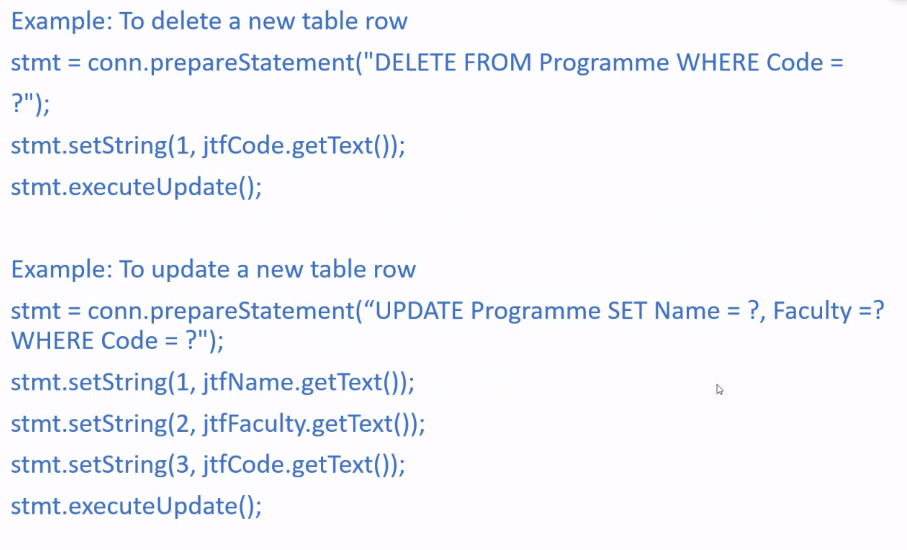 Example: To delete a new table row
stmt = conn.prepareStatement("DELETE FROM Programme WHERE Code =
?");
stmt.setString(1, jtfCode.getText());
stmt.executeUpdate();
Example: To update a new table row
stmt = conn.prepareStatement(“UPDATE Programme SET Name = ?, Faculty =?
WHERE Code = ?");
stmt.setString(1, jtfName.getText());
stmt.setString(2, jtfFaculty.getText());
stmt.setString(3, jtfCode.getText());
stmt.executeUpdate();